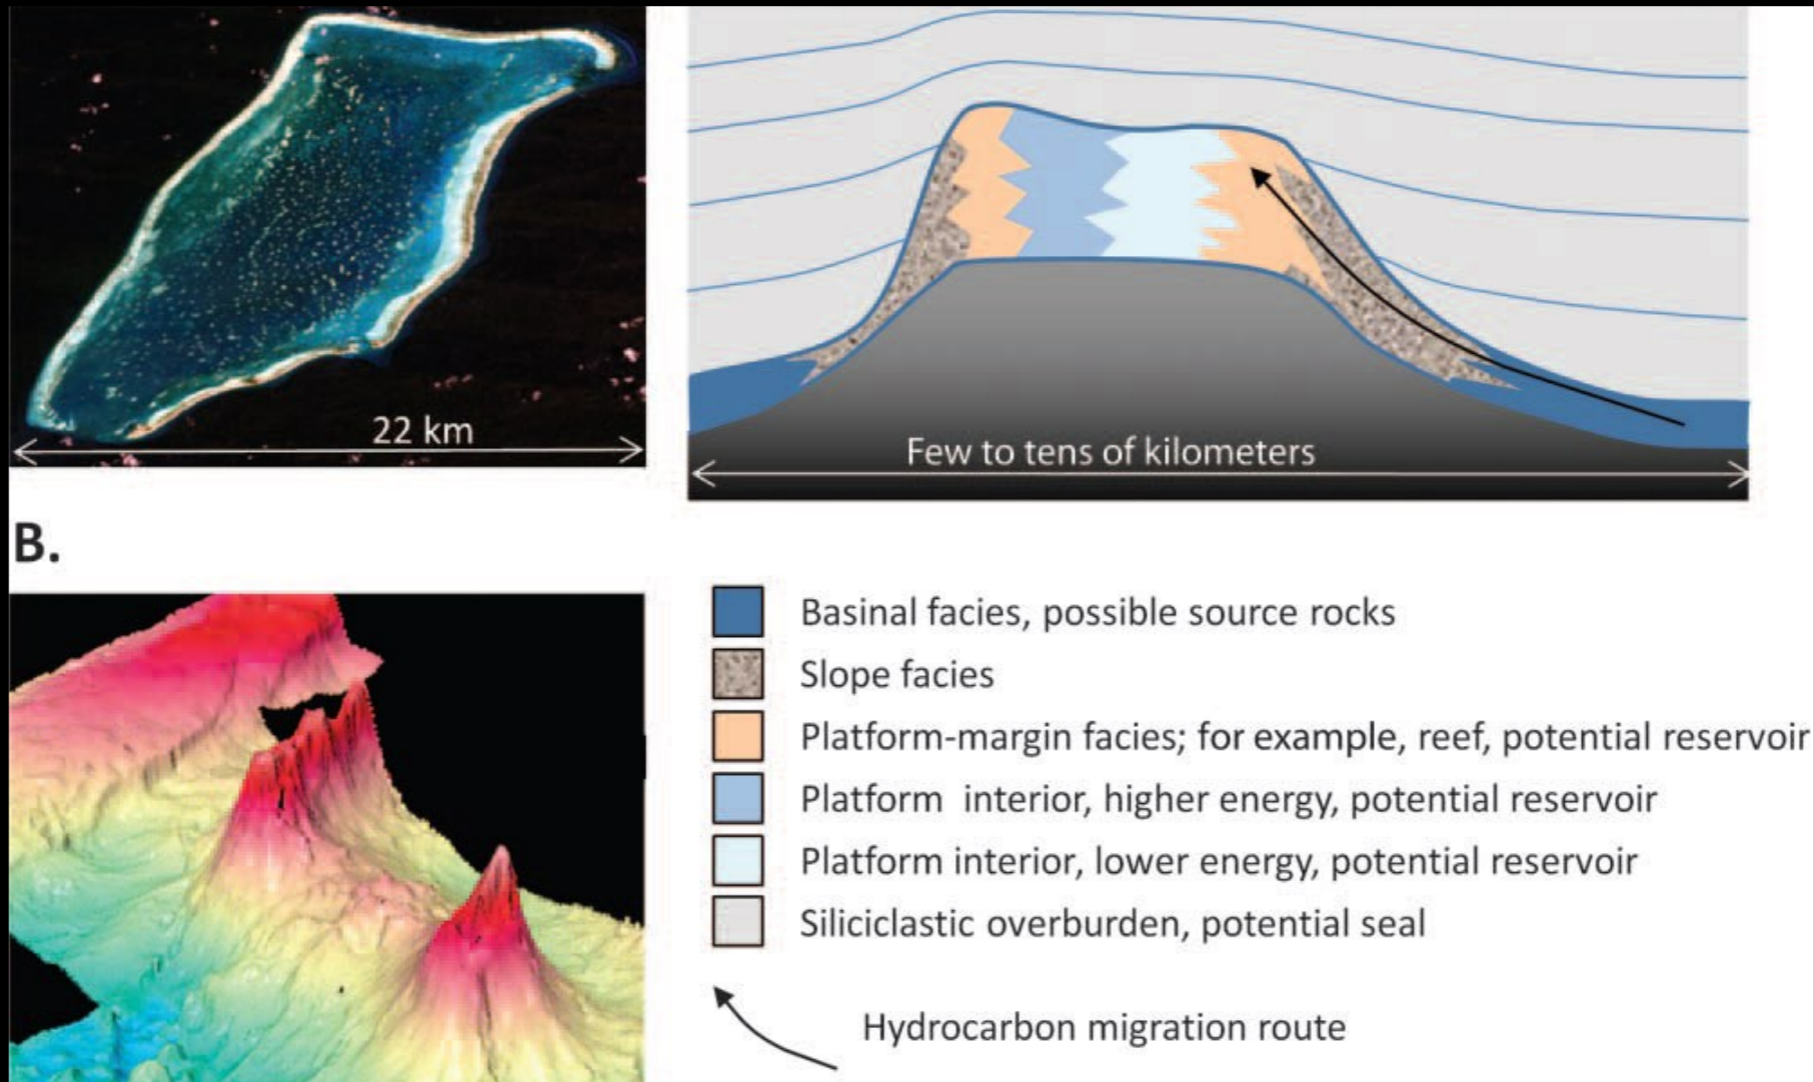 22 km
Few to tens of kilometers
B.
Basinal facies, possible source rocks
Slope facies
Platform-margin facies; for example, reef, potential reservoir
Platform interior, higher energy, potential reservoir
Platform interior, lower energy, potential reservoir
Siliciclastic overburden, potential seal
Hydrocarbon migration route